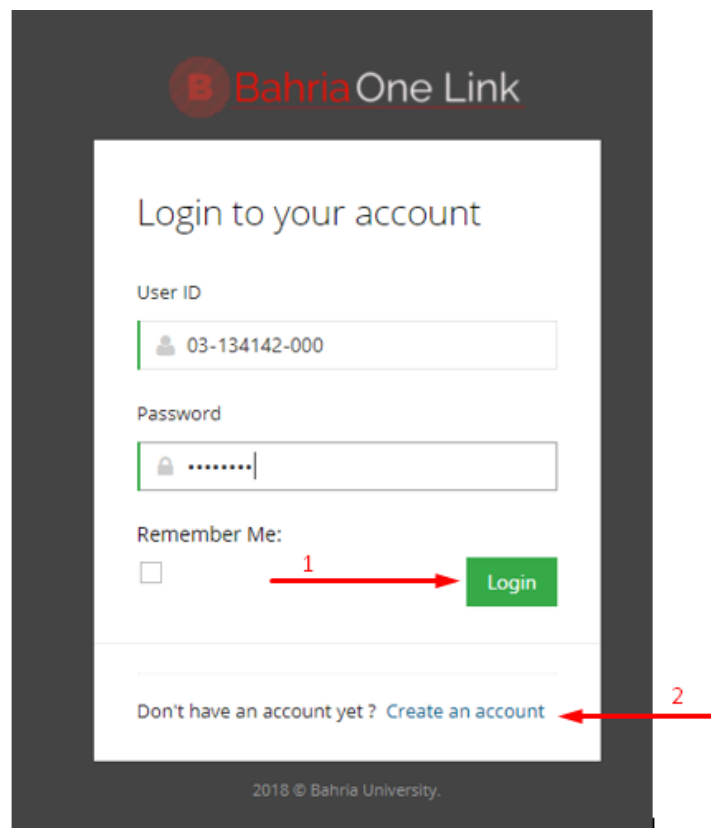 B Bahria One Link
Login to your account
User ID
03-134142-000
Password
••••••••
Remember Me:
1
Login
Don't have an account yet ? Create an account
2
2018 © Bahria University.